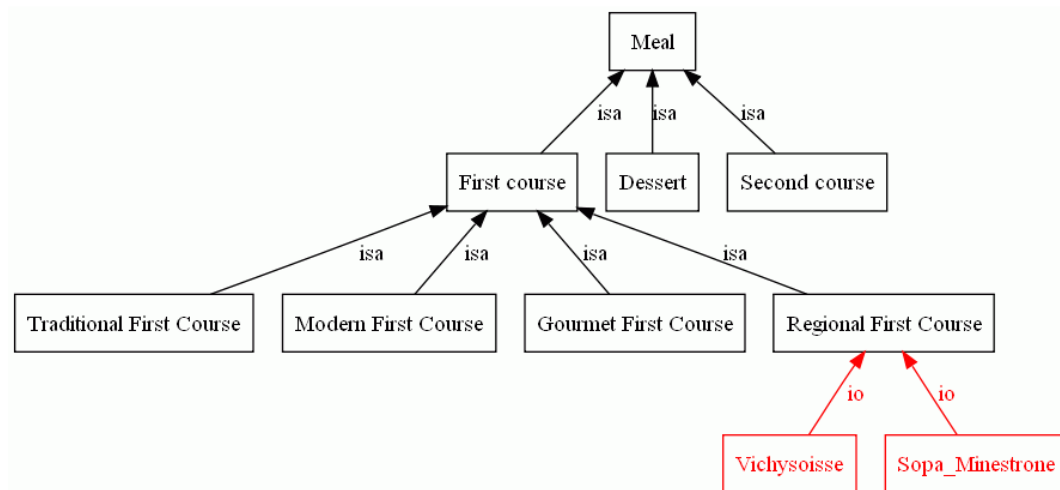 Meal
isa
isa
isa
First course
Dessert
Second course
isa
isa
isa
isa
Traditional First Course
Modern First Course
Gourmet First Course
Regional First Course
io
io
Vichysoisse
Sopa_Minestrone